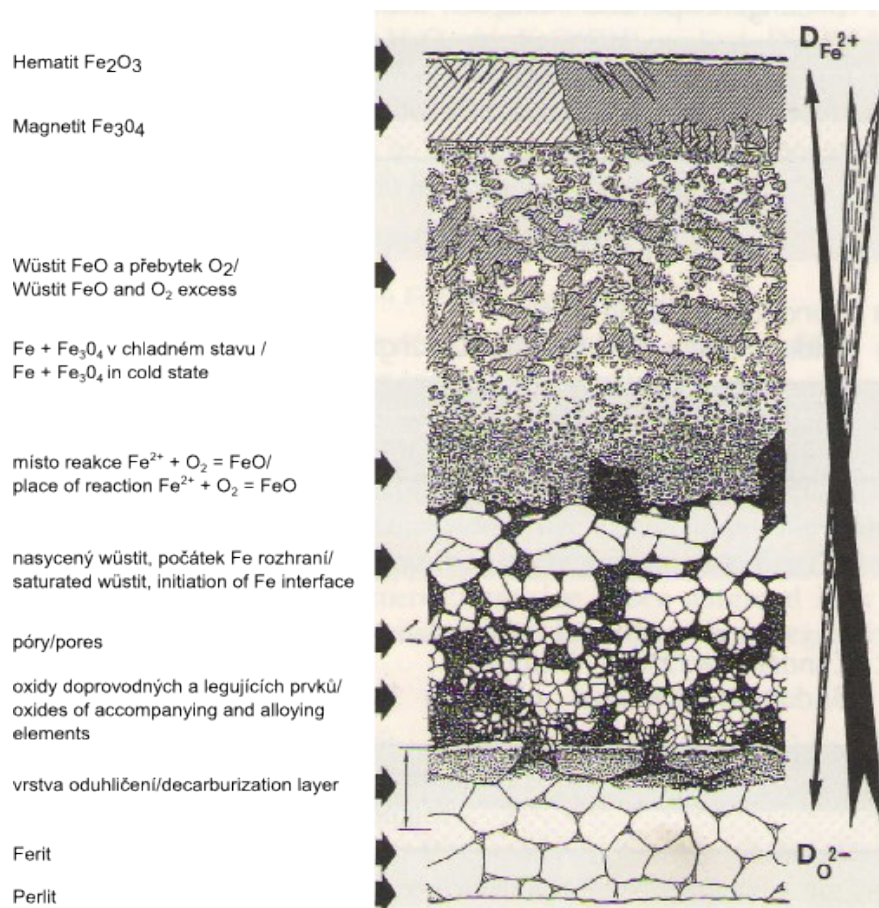 Hematit Fe2O3
Magnetit Fe304
Wüstit FeO a přebytek O2/
Wüstit FeO and O2 excess
Fe + Fe304 v chladném stavu /
Fe + Fe304 in cold state
místo reakce Fe2+ + O2 = FeO/
place of reaction Fe2+ + O2 = FeO
nasycený wüstit, počátek Fe rozhraní/
saturated wüstit, initiation of Fe interface
póry/pores
oxidy doprovodných a legujících prvků/
oxides of accompanying and alloying
elements
vrstva oduhličení/decarburization layer
Ferit
Perlit
DFe2+
DO2−